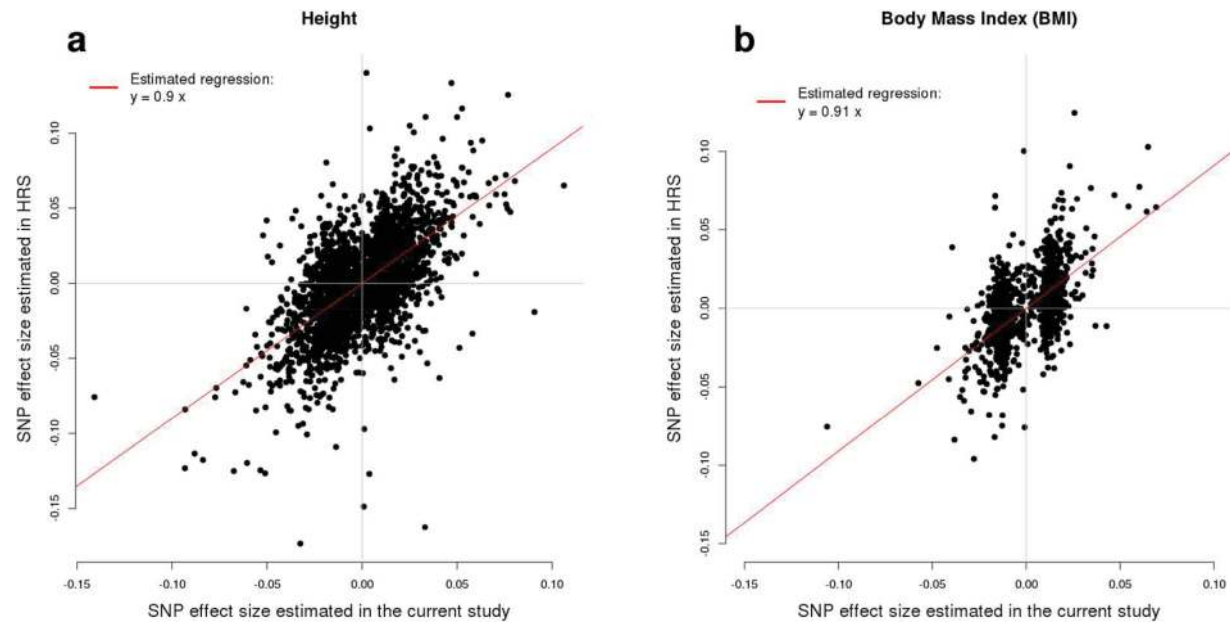 Height
a
Estimated regression:
y = 0.9 x
SNP effect size estimated in HRS
0.10
0.05
0.00
-0.05
-0.10
-0.15
-0.15 -0.10 -0.05 0.00 0.05 0.10
SNP effect size estimated in the current study
Body Mass Index (BMI)
b
Estimated regression:
y = 0.91 x
SNP effect size estimated in HRS
0.10
0.05
0.00
-0.05
-0.10
-0.15
-0.15 -0.10 -0.05 0.00 0.05 0.10
SNP effect size estimated in the current study